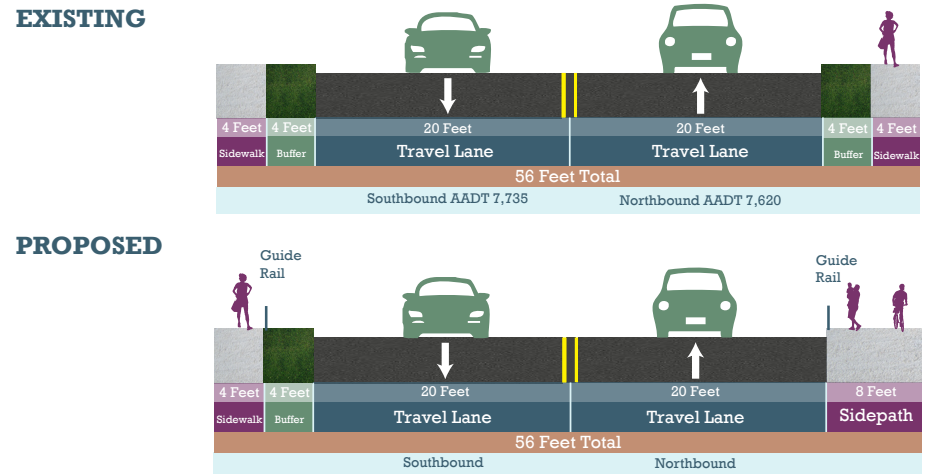 EXISTING
4 Feet 4 Feet 20 Feet 20 Feet 4 Feet 4 Feet
Sidewalk Buffer Travel Lane Travel Lane Buffer Sidewalk
56 Feet Total
Southbound AADT 7,735 Northbound AADT 7,620
PROPOSED
Guide
Rail
Guide
Rail
4 Feet 4 Feet 20 Feet 20 Feet 8 Feet
Sidewalk Buffer Travel Lane Travel Lane Sidepath
56 Feet Total
Southbound Northbound